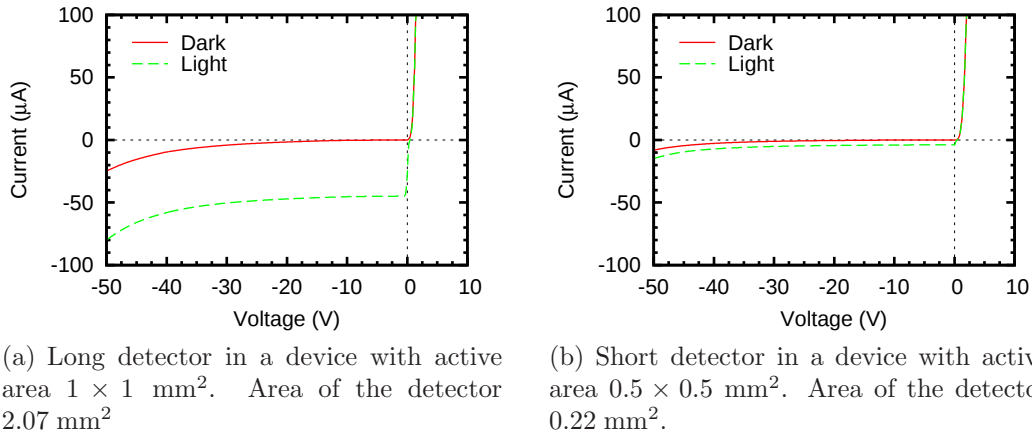 100
50
0
-50
-100
Current (μA)
Dark
Light
-50 -40 -30 -20 -10 0 10
Voltage (V)
(a) Long detector in a device with active
area 1 × 1 mm². Area of the detector
2.07 mm²
100
50
0
-50
-100
Current (μA)
Dark
Light
-50 -40 -30 -20 -10 0 10
Voltage (V)
(b) Short detector in a device with active
area 0.5 × 0.5 mm². Area of the detecto
0.22 mm².